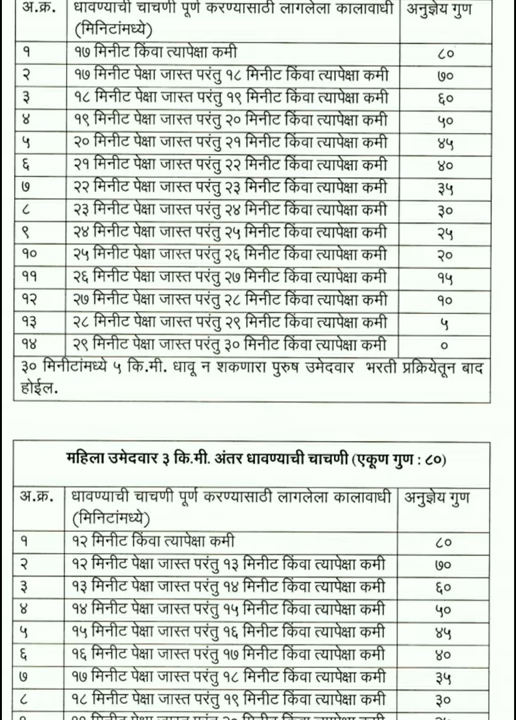 अ.क्र. धावण्याची चाचणी पूर्ण करण्यासाठी लागलेला कालावधी अनुज्ञेय गुण
(मिनिटांमध्ये)
१ १७ मिनीट किंवा त्यापेक्षा कमी ८०
२ १७ मिनीट पेक्षा जास्त परंतु १८ मिनीट किंवा त्यापेक्षा कमी ७०
३ १८ मिनीट पेक्षा जास्त परंतु १९ मिनीट किंवा त्यापेक्षा कमी ६०
४ १९ मिनीट पेक्षा जास्त परंतु २० मिनीट किंवा त्यापेक्षा कमी ५०
५ २० मिनीट पेक्षा जास्त परंतु २१ मिनीट किंवा त्यापेक्षा कमी ४५
६ २१ मिनीट पेक्षा जास्त परंतु २२ मिनीट किंवा त्यापेक्षा कमी ४०
७ २२ मिनीट पेक्षा जास्त परंतु २३ मिनीट किंवा त्यापेक्षा कमी ३५
८ २३ मिनीट पेक्षा जास्त परंतु २४ मिनीट किंवा त्यापेक्षा कमी ३०
९ २४ मिनीट पेक्षा जास्त परंतु २५ मिनीट किंवा त्यापेक्षा कमी २५
१० २५ मिनीट पेक्षा जास्त परंतु २६ मिनीट किंवा त्यापेक्षा कमी २०
११ २६ मिनीट पेक्षा जास्त परंतु २७ मिनीट किंवा त्यापेक्षा कमी १५
१२ २७ मिनीट पेक्षा जास्त परंतु २८ मिनीट किंवा त्यापेक्षा कमी १०
१३ २८ मिनीट पेक्षा जास्त परंतु २९ मिनीट किंवा त्यापेक्षा कमी ५
१४ २९ मिनीट पेक्षा जास्त परंतु ३० मिनीट किंवा त्यापेक्षा कमी ०
३० मिनीटांमध्ये ५ कि.मी. धावू न शकणारा पुरुष उमेदवार भरती प्रक्रियेतून बाद
होईल.
महिला उमेदवार ३ कि.मी. अंतर धावण्याची चाचणी (एकूण गुण : ८०)
अ.क्र. धावण्याची चाचणी पूर्ण करण्यासाठी लागलेला कालावधी अनुज्ञेय गुण
(मिनिटांमध्ये)
१ १२ मिनीट किंवा त्यापेक्षा कमी ८०
२ १२ मिनीट पेक्षा जास्त परंतु १३ मिनीट किंवा त्यापेक्षा कमी ७०
३ १३ मिनीट पेक्षा जास्त परंतु १४ मिनीट किंवा त्यापेक्षा कमी ६०
४ १४ मिनीट पेक्षा जास्त परंतु १५ मिनीट किंवा त्यापेक्षा कमी ५०
५ १५ मिनीट पेक्षा जास्त परंतु १६ मिनीट किंवा त्यापेक्षा कमी ४५
६ १६ मिनीट पेक्षा जास्त परंतु १७ मिनीट किंवा त्यापेक्षा कमी ४०
७ १७ मिनीट पेक्षा जास्त परंतु १८ मिनीट किंवा त्यापेक्षा कमी ३५
८ १८ मिनीट पेक्षा जास्त परंतु १९ मिनीट किंवा त्यापेक्षा कमी ३०